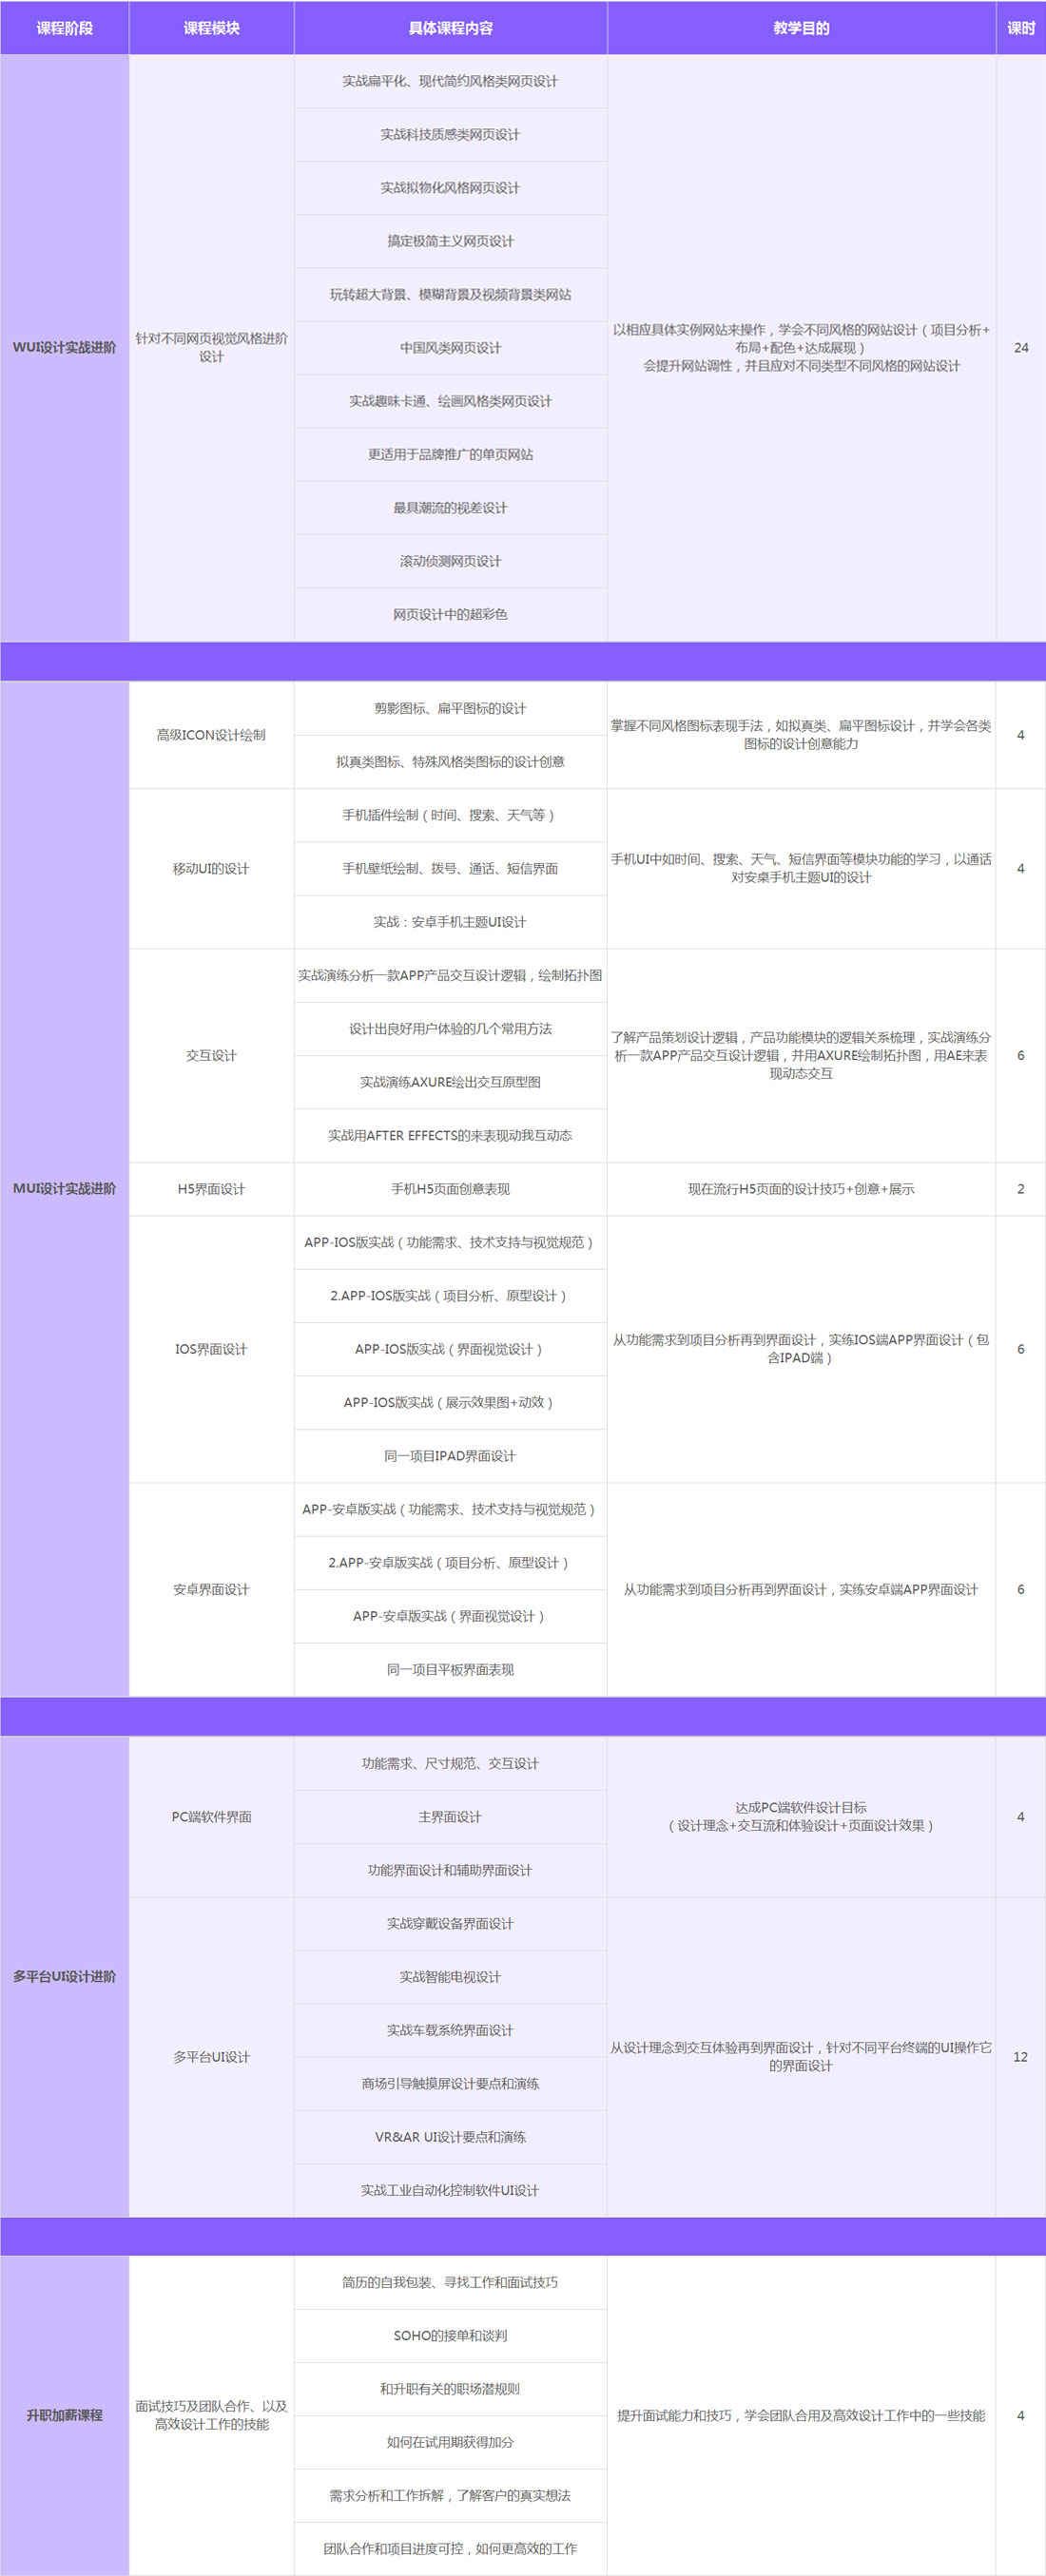 课程阶段
课程模块
具体课程内容
教学目的
课时
WUI设计实战进阶
针对不同网页视觉风格进阶
设计
实战扁平化、现代简约风格类网页设计
实战科技质感类网页设计
实战拟物化风格网页设计
搞定极简主义网页设计
玩转超大背景、模糊背景及视频背景类网站
中国风类网页设计
实战趣味卡通、绘画风格类网页设计
更适用于品牌推广的单页网站
最具潮流的视差设计
滚动侦测网页设计
网页设计中的超彩色
以相应具体实例网站来操作，学会不同风格的网站设计（项目分析+
布局+配色+达成展现）
会提升网站调性，并且应对不同类型不同风格的网站设计
24
MUI设计实战进阶
高级ICON设计绘制
剪影图标、扁平图标的设计
拟真类图标、特殊风格类图标的设计创意
掌握不同风格图标表现手法，如拟真类、扁平图标设计，并学会各类
图标的设计创意能力
4
移动UI的设计
手机插件绘制（时间、搜索、天气等）
手机壁纸绘制、拨号、通话、短信界面
实战：安卓手机主题UI设计
手机UI中如时间、搜索、天气、短信界面等模块功能的学习，以通话
对安桌手机主题UI的设计
4
交互设计
实战演练分析一款APP产品交互设计逻辑，绘制拓扑图
设计出良好用户体验的几个常用方法
实战演练AXURE绘出交互原型图
实战用AFTER EFFECTS的来表现动我互动态
了解产品策划设计逻辑，产品功能模块的逻辑关系梳理，实战演练分
析一款APP产品交互设计逻辑，并用AXURE绘制拓扑图，用AE来表
现动态交互
6
H5界面设计
手机H5页面创意表现
现在流行H5页面的设计技巧+创意+展示
2
IOS界面设计
APP-IOS版实战（功能需求、技术支持与视觉规范）
2.APP-IOS版实战（项目分析、原型设计）
APP-IOS版实战（界面视觉设计）
APP-IOS版实战（展示效果图+动效）
同一项目IPAD界面设计
从功能需求到项目分析再到界面设计，实练IOS端APP界面设计（包
含IPAD端）
6
安卓界面设计
APP-安卓版实战（功能需求、技术支持与视觉规范）
2.APP-安卓版实战（项目分析、原型设计）
APP-安卓版实战（界面视觉设计）
同一项目平板界面表现
从功能需求到项目分析再到界面设计，实练安卓端APP界面设计
6
多平台UI设计进阶
PC端软件界面
功能需求、尺寸规范、交互设计
主界面设计
功能界面设计和辅助界面设计
达成PC端软件设计目标
（设计理念+交互流和体验设计+页面设计效果）
4
多平台UI设计
实战穿戴设备界面设计
实战智能电视设计
实战车载系统界面设计
商场引导触摸屏设计要点和演练
VR&AR UI设计要点和演练
实战工业自动化控制软件UI设计
从设计理念到交互体验再到界面设计，针对不同平台终端的UI操作它
的界面设计
12
升职加薪课程
面试技巧及团队合作、以及
高效设计工作的技能
简历的自我包装、寻找工作和面试技巧
SOHO的接单和谈判
和升职有关的职场潜规则
如何在试用期获得加分
需求分析和工作拆解，了解客户的真实想法
团队合作和项目进度可控，如何更高效的工作
提升面试能力和技巧，学会团队合用及高效设计工作中的一些技能
4